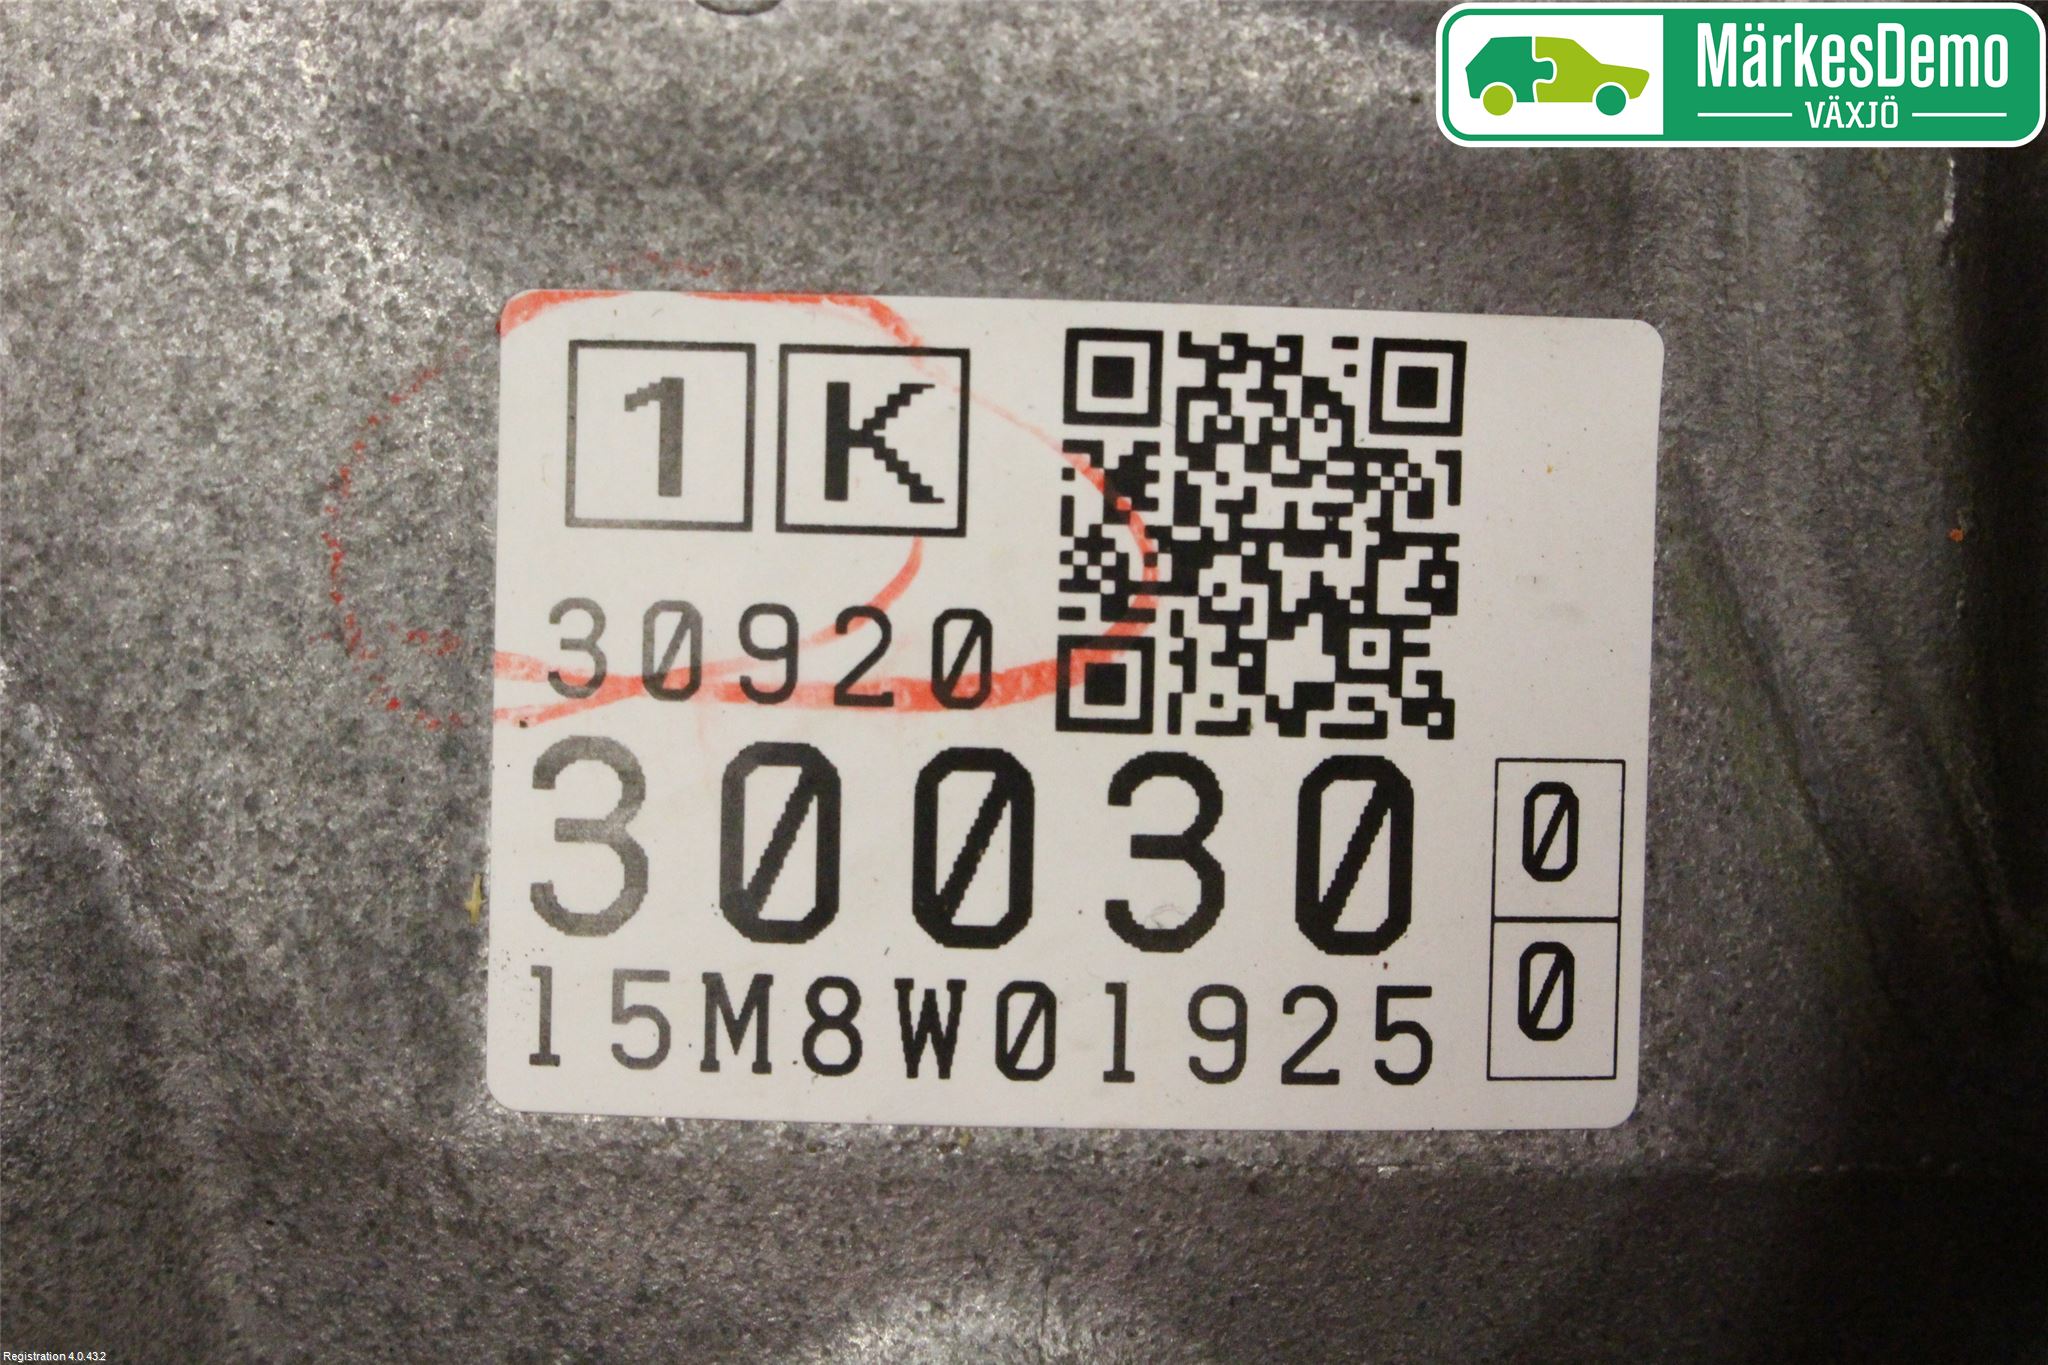 MärkesDemo
VÄXJÖ
1 K
30920
30030
0
0
15M8W01925
Registration 4.0.43.2